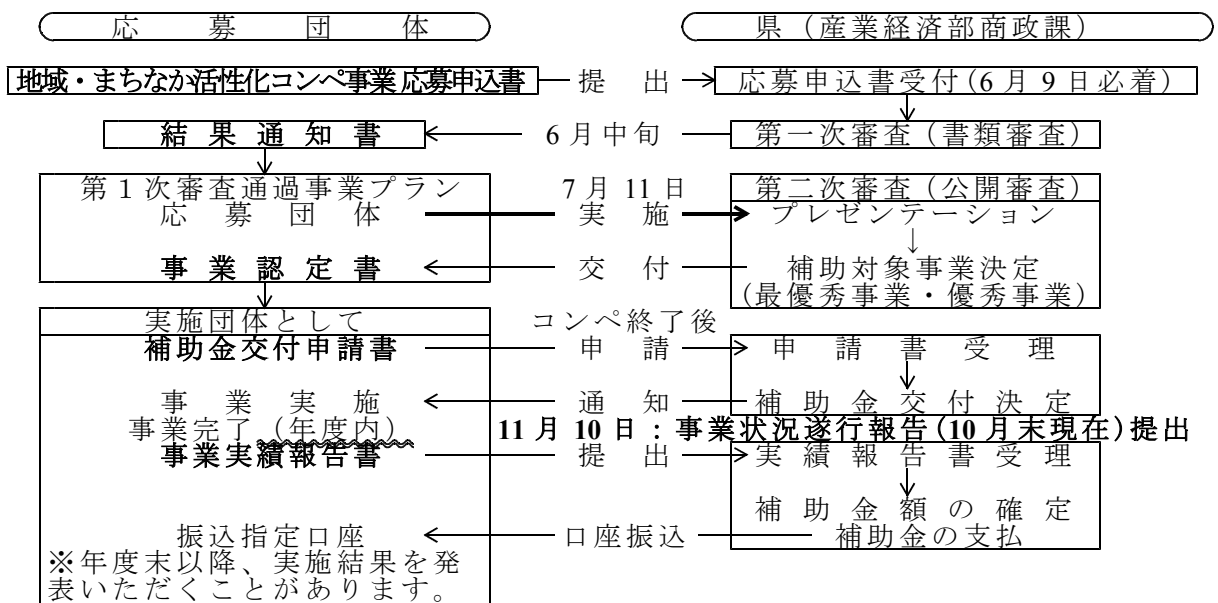 応募団体 県（産業経済部商政課）
地域・まちなか活性化コンペ事業応募申込書 提出 応募申込書受付(6月9日必着)
結果通知書 6月中旬 第一次審査（書類審査）
第１次審査通過事業プラン 7月11日 第二次審査（公開審査）
応募団体 実施 プレゼンテーション
↓
事業認定書 交付 補助対象事業決定
(最優秀事業・優秀事業)
実施団体として コンペ終了後
補助金交付申請書 申請 申請書受理
事業実施 通知 補助金交付決定
事業完了（年度内） 11月10日：事業状況遂行報告(10月末現在)提出
事業実績報告書 提出 実績報告書受理
補助金額の確定
振込指定口座 口座振込 補助金の支払
※年度末以降、実施結果を発
表いただくことがあります。